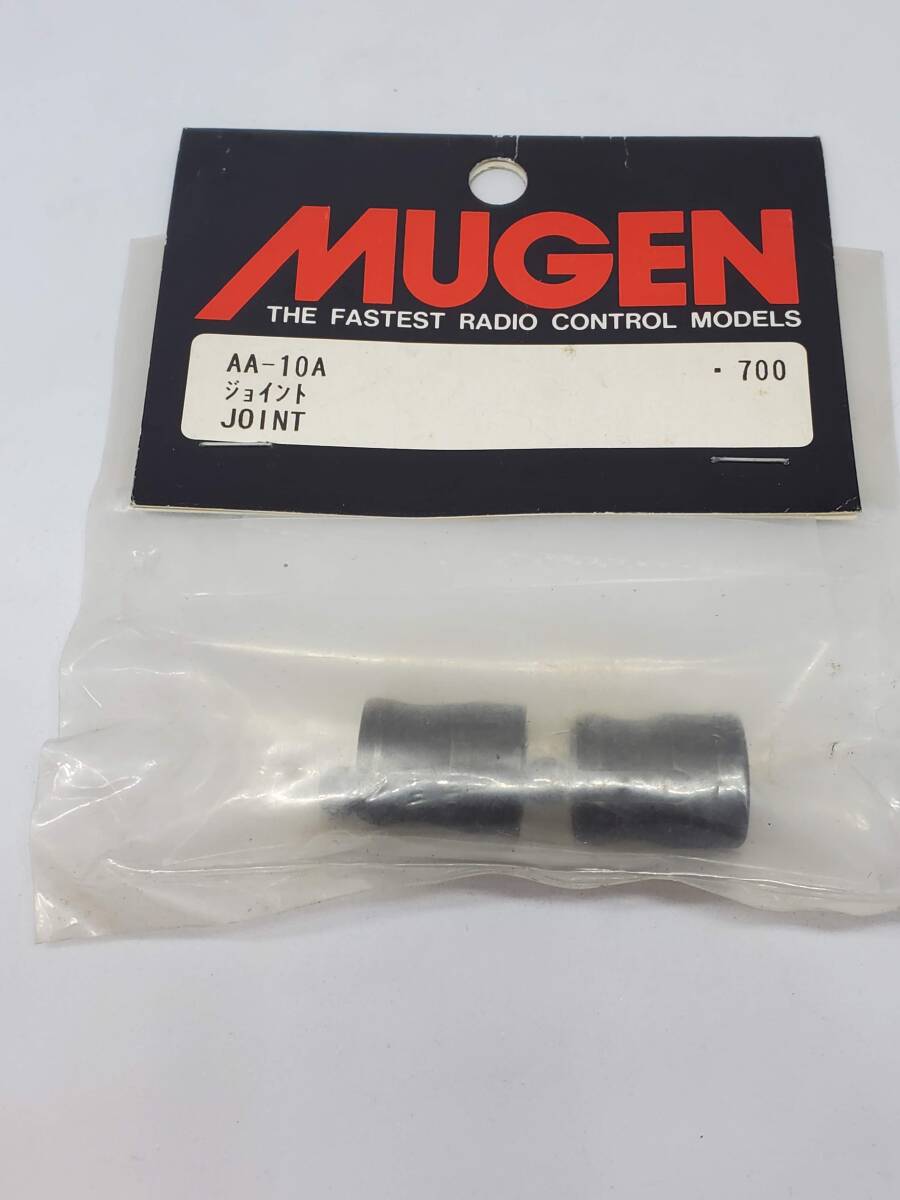 MUGEN
THE FASTEST RADIO CONTROL MODELS
AA-10A ・700
ジョイント
JOINT